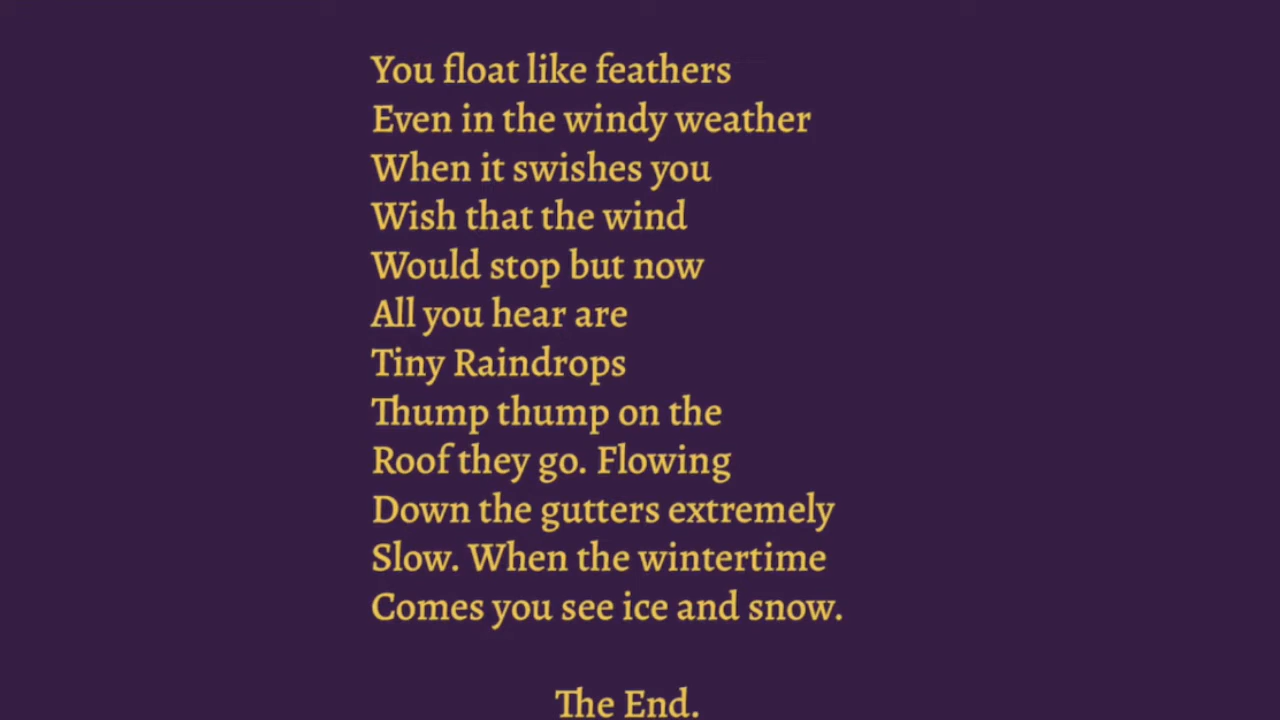 You float like feathers
Even in the windy weather
When it swishes you
Wish that the wind
Would stop but now
All you hear are
Tiny Raindrops
Thump thump on the
Roof they go. Flowing
Down the gutters extremely
Slow. When the wintertime
Comes you see ice and snow.
The End.